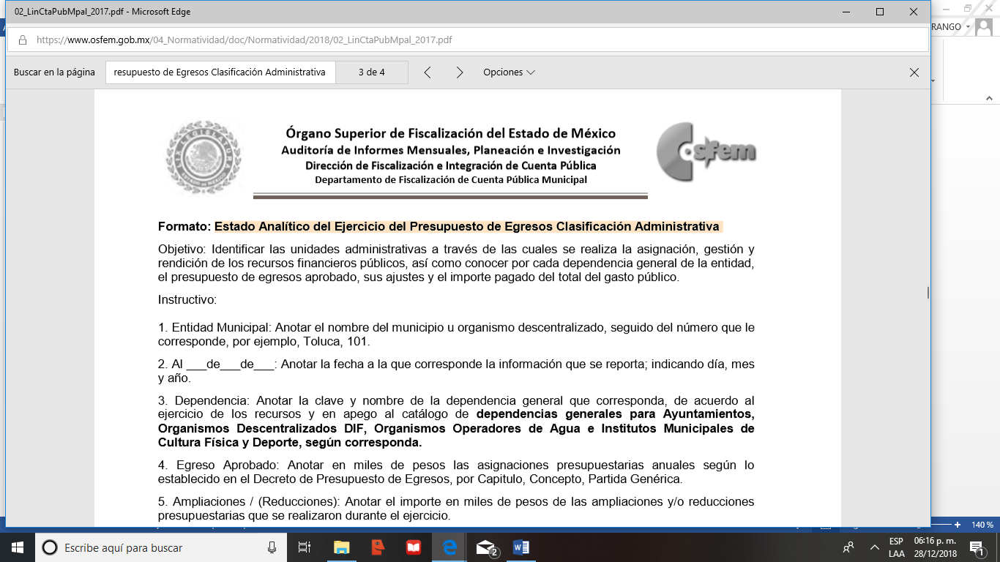 02_LinCtaPubMpal_2017.pdf - Microsoft Edge
RANGO
https://www.osfem.gob.mx/04_Normatividad/doc/Normatividad/2018/02_LinCtaPubMpal_2017.pdf
Buscar en la página
resupuesto de Egresos Clasificación Administrativa
3 de 4
Opciones
Órgano Superior de Fiscalización del Estado de México
Auditoría de Informes Mensuales, Planeación e Investigación
Dirección de Fiscalización e Integración de Cuenta Pública
Departamento de Fiscalización de Cuenta Pública Municipal
LEGISLATURA
ESTADO DE MÉXICO
Osfem
Formato: Estado Analítico del Ejercicio del Presupuesto de Egresos Clasificación Administrativa
Objetivo: Identificar las unidades administrativas a través de las cuales se realiza la asignación, gestión y
rendición de los recursos financieros públicos, así como conocer por cada dependencia general de la entidad,
el presupuesto de egresos aprobado, sus ajustes y el importe pagado del total del gasto público.
Instructivo:
1. Entidad Municipal: Anotar el nombre del municipio u organismo descentralizado, seguido del número que le
corresponde, por ejemplo, Toluca, 101.
2. Al ___de___de___: Anotar la fecha a la que corresponde la información que se reporta; indicando día, mes
y año.
3. Dependencia: Anotar la clave y nombre de la dependencia general que corresponda, de acuerdo al
ejercicio de los recursos y en apego al catálogo de dependencias generales para Ayuntamientos,
Organismos Descentralizados DIF, Organismos Operadores de Agua e Institutos Municipales de
Cultura Física y Deporte, según corresponda.
4. Egreso Aprobado: Anotar en miles de pesos las asignaciones presupuestarias anuales según lo
establecido en el Decreto de Presupuesto de Egresos, por Capitulo, Concepto, Partida Genérica.
5. Ampliaciones / (Reducciones): Anotar el importe en miles de pesos de las ampliaciones y/o reducciones
presupuestarias que se realizaron durante el ejercicio.
140 %
Escribe aquí para buscar
2
ESP
LAA
06:16 p. m.
28/12/2018
1